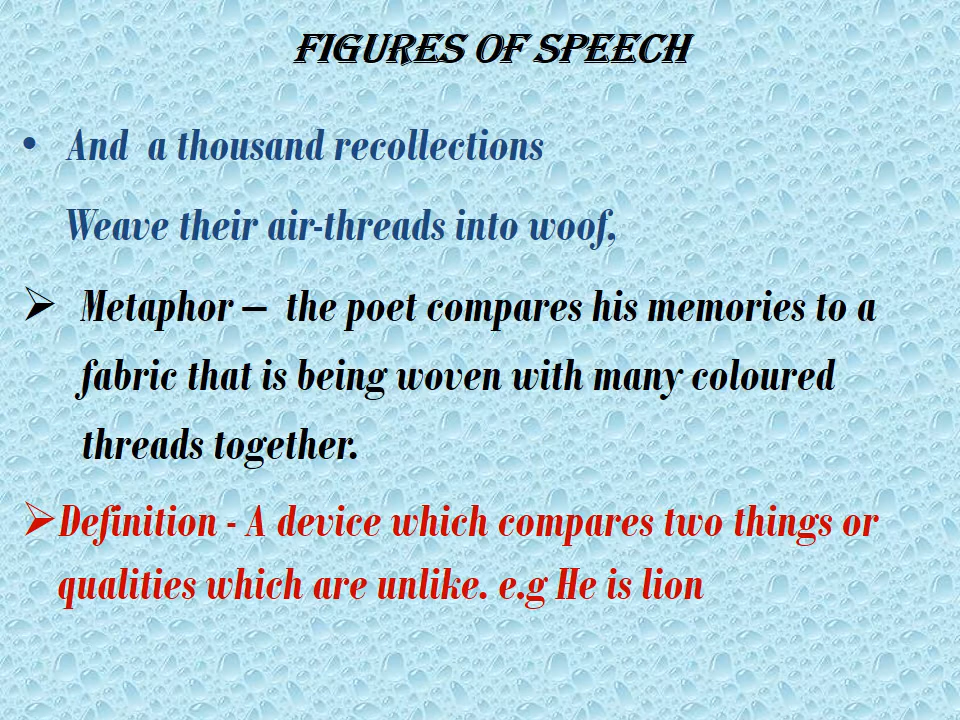 FIGURES OF SPEECH
• And a thousand recollections
Weave their air-threads into woof,
➢ Metaphor – the poet compares his memories to a
fabric that is being woven with many coloured
threads together.
➢ Definition - A device which compares two things or
qualities which are unlike. e.g He is lion